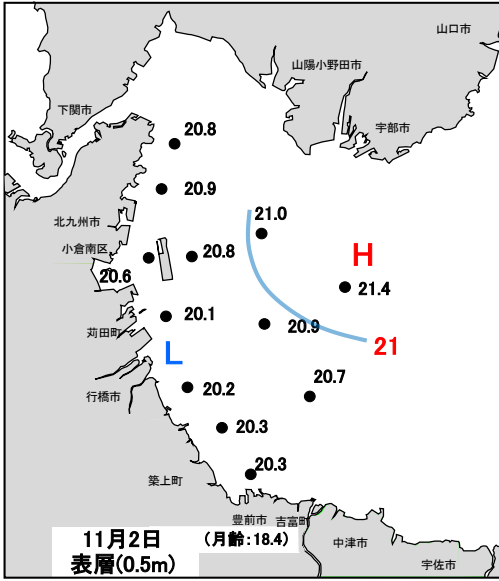 山口市
山陽小野田市
下関市
宇部市
20.8
20.9
北九州市
21.0
小倉南区
20.8
H
20.6
21.4
苅田町
20.1
20.9
21
L
行橋市
20.2
20.7
20.3
築上町
20.3
豊前市
吉富町
11月2日
(月齢:18.4)
表層(0.5m)
中津市
宇佐市